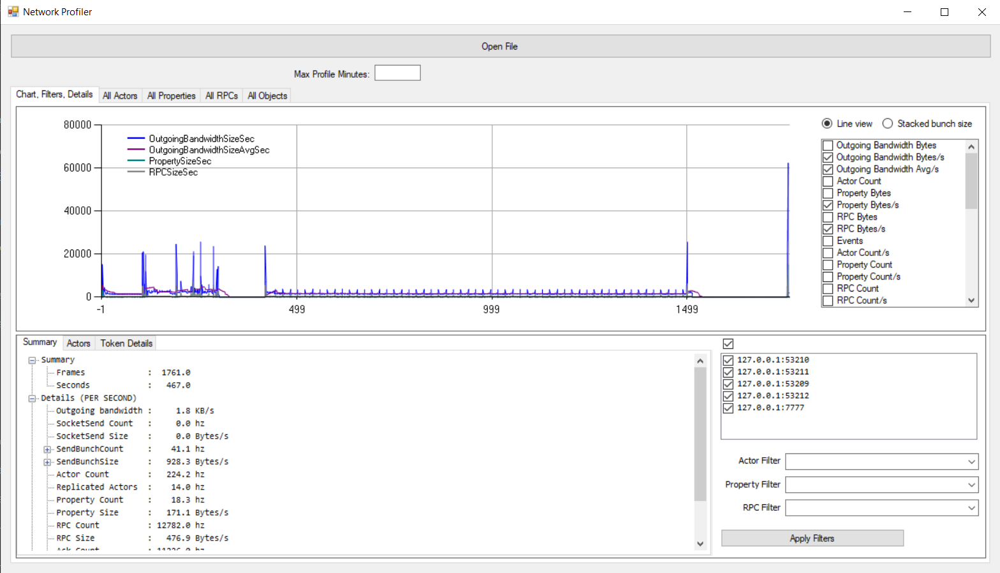 Network Profiler
Open File
Max Profile Minutes:
Chart, Filters, Details
All Actors
All Properties
All RPCs
All Objects
80000
60000
40000
20000
0
-1
499
999
1499
OutgoingBandwidthSizeSec
OutgoingBandwidthSizeAvgSec
PropertySizeSec
RPCSizeSec
Line view
Stacked bunch size
Outgoing Bandwidth Bytes
Outgoing Bandwidth Bytes/s
Outgoing Bandwidth Avg/s
Actor Count
Property Bytes
Property Bytes/s
RPC Bytes
RPC Bytes/s
Events
Actor Count/s
Property Count
Property Count/s
RPC Count
RPC Count/s
Summary
Actors
Token Details
Summary
Frames : 1761.0
Seconds : 467.0
Details (PER SECOND)
Outgoing bandwidth : 1.8 KB/s
SocketSend Count : 0.0 hz
SocketSend Size : 0.0 Bytes/s
SendBunchCount : 41.1 hz
SendBunchSize : 928.3 Bytes/s
Actor Count : 224.2 hz
Replicated Actors : 14.0 hz
Property Count : 18.3 hz
Property Size : 171.1 Bytes/s
RPC Count : 12782.0 hz
RPC Size : 476.9 Bytes/s
Ack Count
127.0.0.1:53210
127.0.0.1:53211
127.0.0.1:53209
127.0.0.1:53212
127.0.0.1:7777
Actor Filter
Property Filter
RPC Filter
Apply Filters